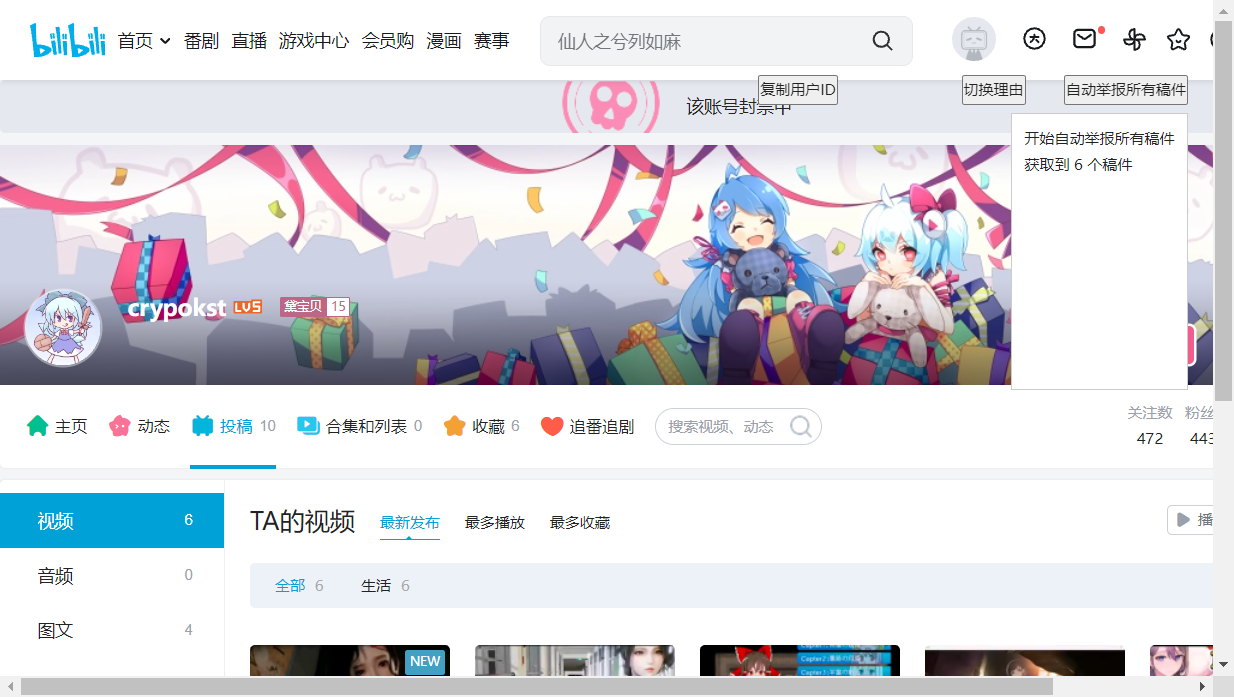 bilibili 首页 番剧 直播 游戏中心 会员购 漫画 赛事 仙人之兮列如麻
复制用户ID 切换理由 自动举报所有稿件
该账号封禁中
开始自动举报所有稿件
获取到 6 个稿件
crypokst LV5 黛宝贝 15
主页 动态 投稿 10 合集和列表 0 收藏 6 追番追剧 搜索视频、动态
关注数 粉丝
472 443
视频 6
音频 0
图文 4
TA的视频 最新发布 最多播放 最多收藏 播
全部 6 生活 6
NEW